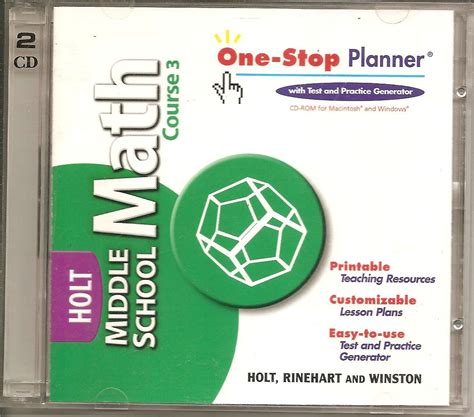 2
CD
HOLT
MIDDLE
SCHOOL
Math
Course 3
One-Stop Planner®
with Test and Practice Generator
CD-ROM for Macintosh® and Windows®
Printable
Teaching Resources
Customizable
Lesson Plans
Easy-to-use
Test and Practice
Generator
HOLT, RINEHART AND WINSTON